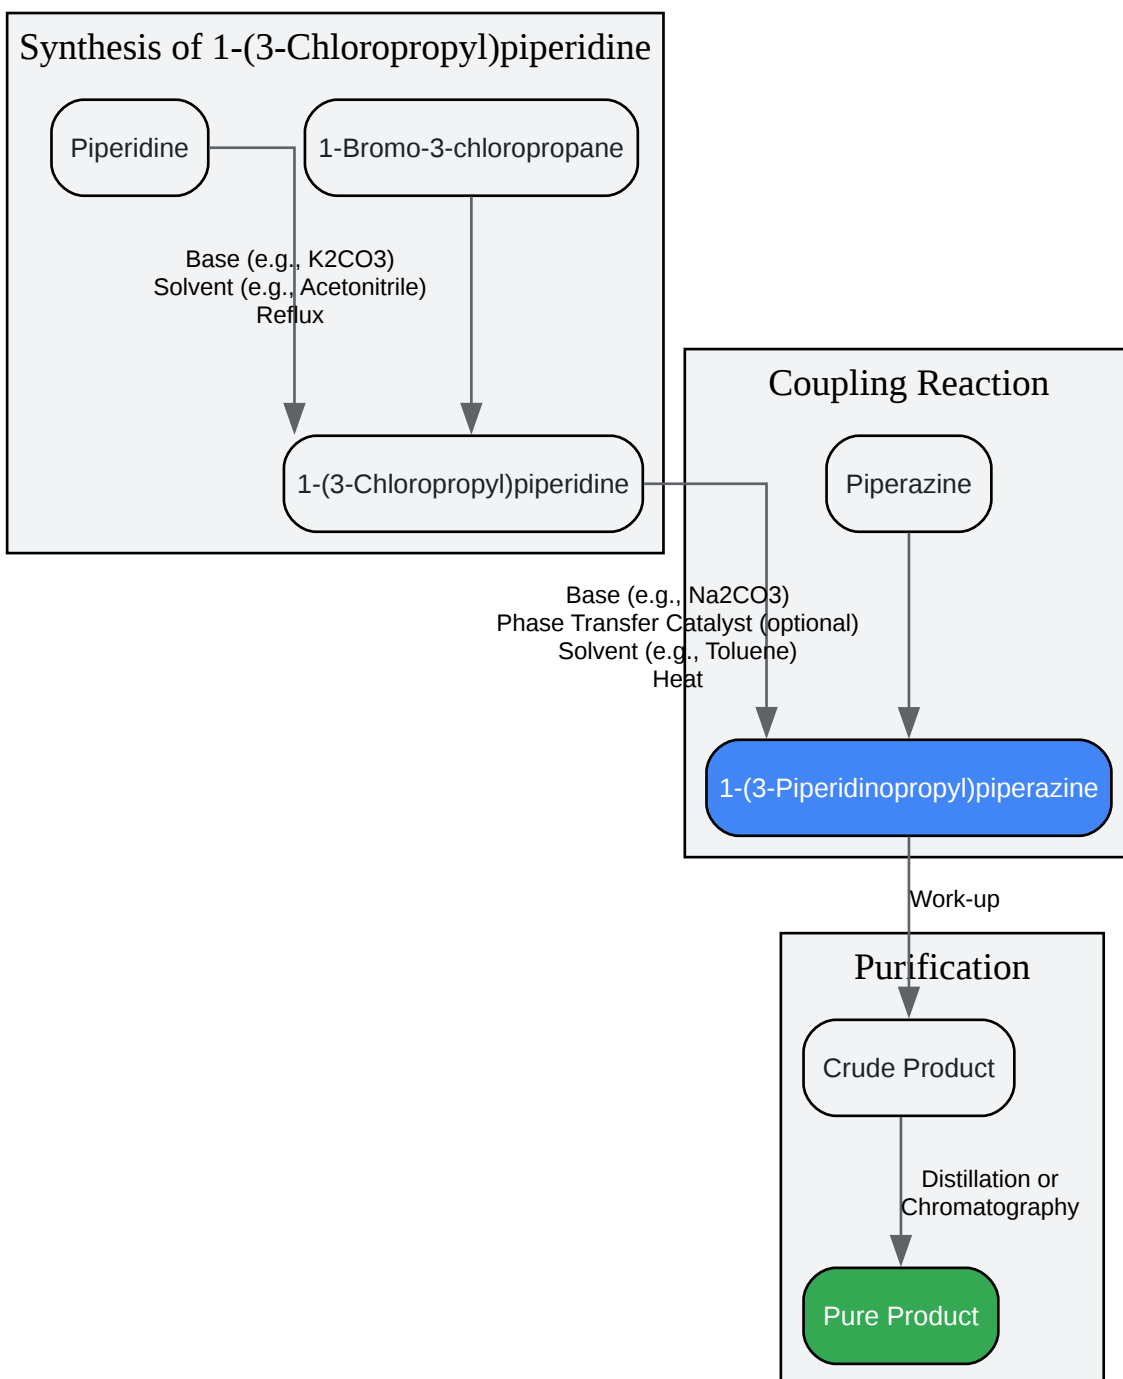 Synthesis of 1-(3-Chloropropyl)piperidine
Piperidine
1-Bromo-3-chloropropane
Base (e.g., K2CO3)
Solvent (e.g., Acetonitrile)
Reflux
1-(3-Chloropropyl)piperidine
Coupling Reaction
Piperazine
Base (e.g., Na2CO3)
Phase Transfer Catalyst (optional)
Solvent (e.g., Toluene)
Heat
1-(3-Piperidinopropyl)piperazine
Work-up
Purification
Crude Product
Distillation or
Chromatography
Pure Product